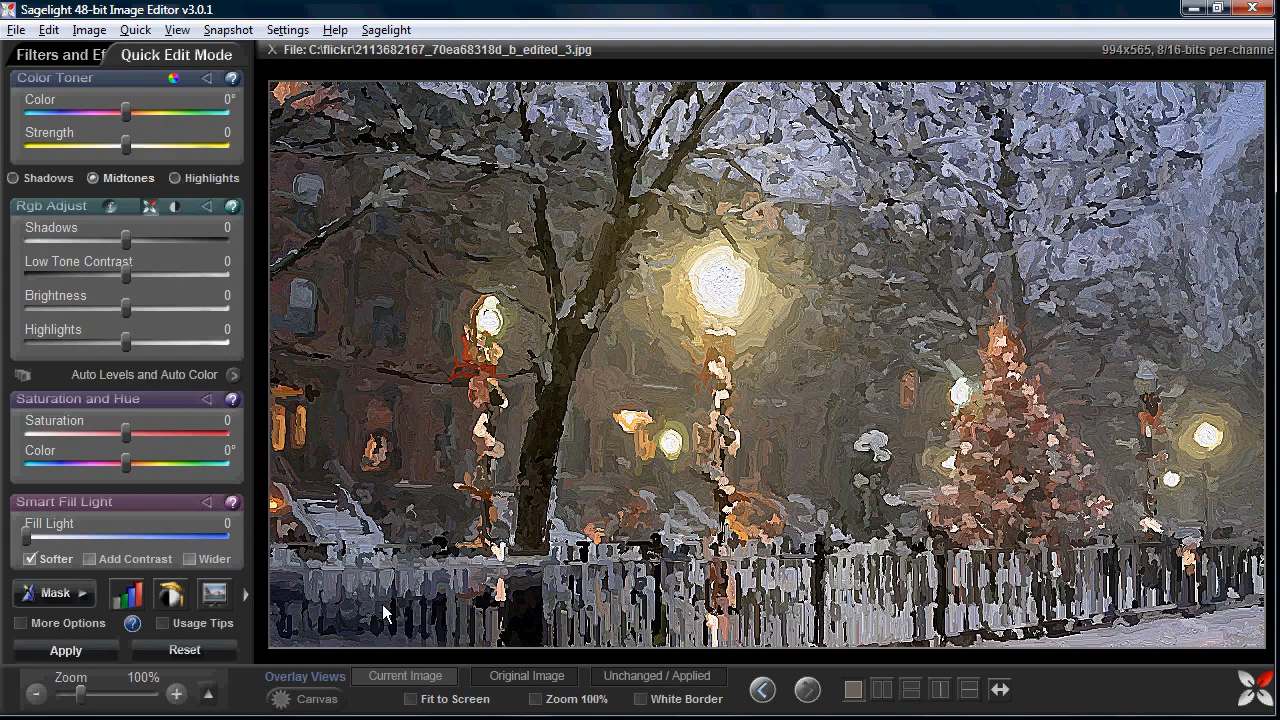 Sagelight 48-bit Image Editor v3.0.1
File Edit Image Quick View Snapshot Settings Help Sagelight
Filters and Ef Quick Edit Mode
X File: C:\flickr\2113682167_70ea68318d_b_edited_3.jpg
994x565, 8/16-bits per-channe
Color Toner ?
Color 0°
Strength 0
Shadows Midtones Highlights
Rgb Adjust ?
Shadows 0
Low Tone Contrast 0
Brightness 0
Highlights 0
Auto Levels and Auto Color
Saturation and Hue ?
Saturation 0
Color 0°
Smart Fill Light ?
Fill Light 0
Softer Add Contrast Wider
Mask
More Options ? Usage Tips
Apply Reset
Zoom 100%
Overlay Views Current Image Original Image Unchanged / Applied
Canvas Fit to Screen Zoom 100% White Border